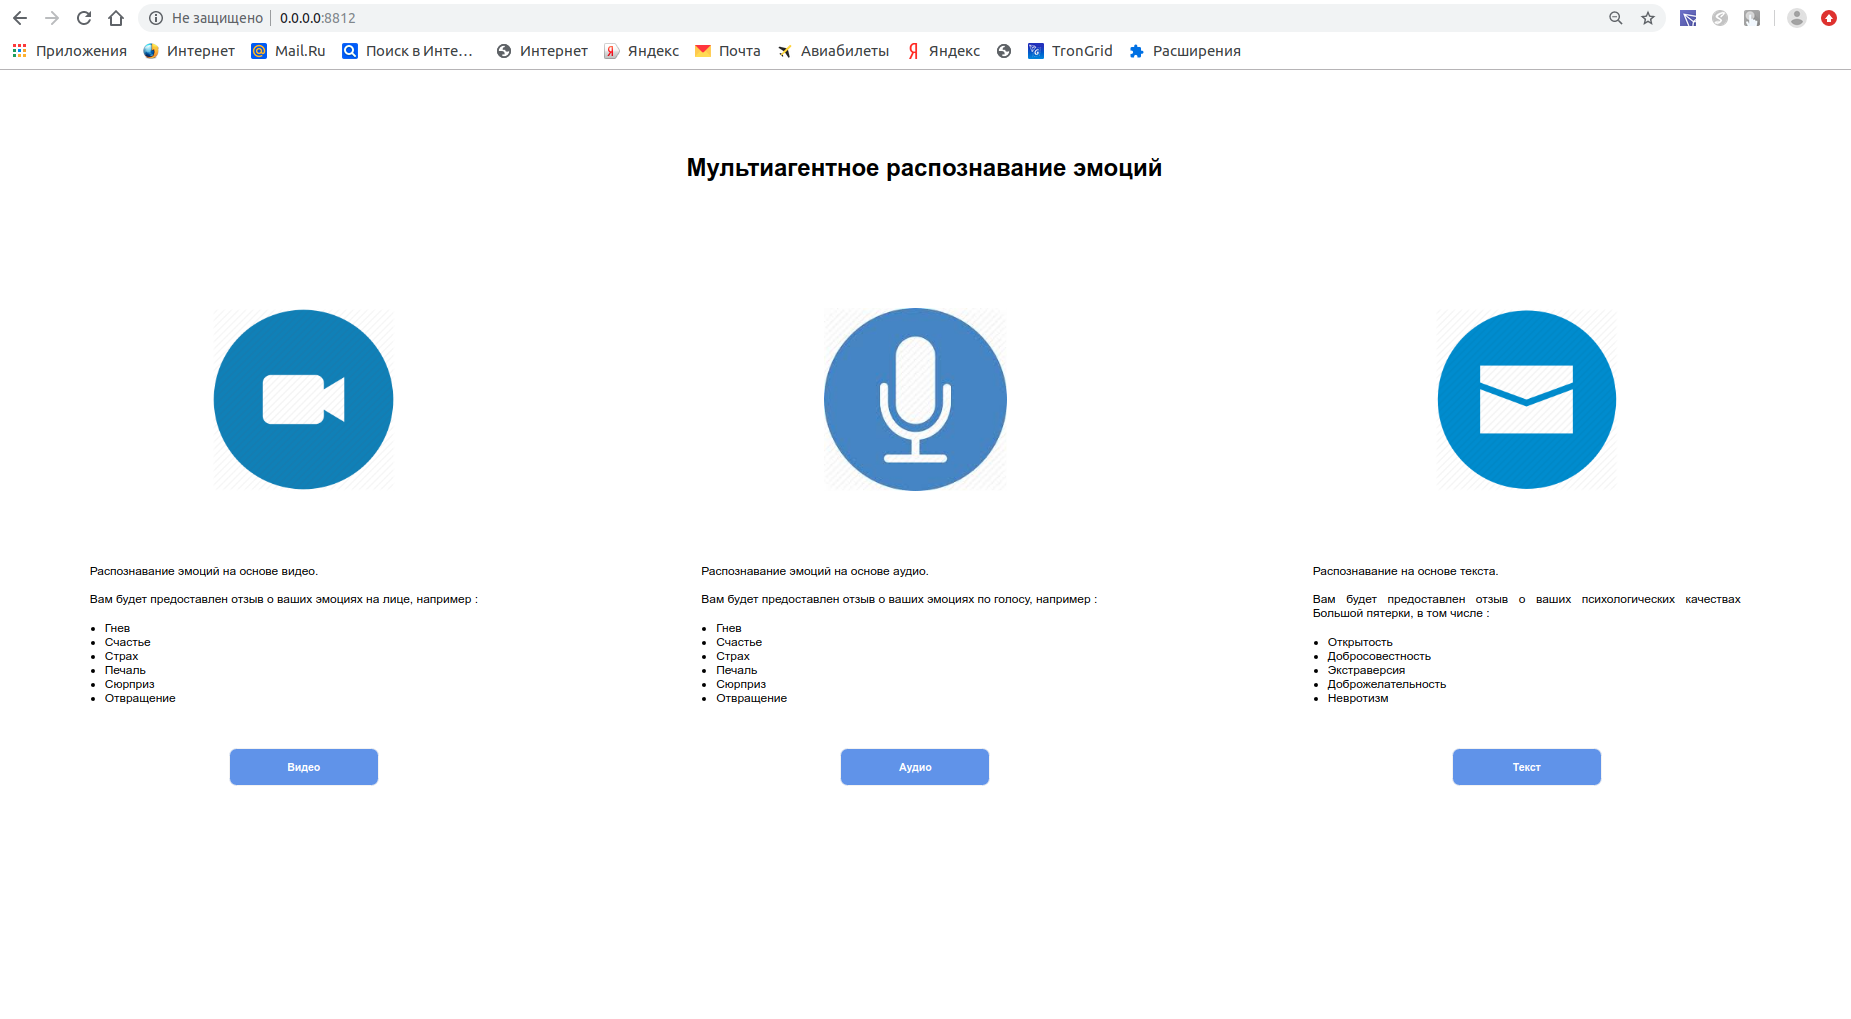 Не защищено 0.0.0.0:8812
Приложения Интернет Mail.Ru Поиск в Инте... Интернет Яндекс Почта Авиабилеты Яндекс TronGrid Расширения
Мультиагентное распознавание эмоций
Распознавание эмоций на основе видео.
Вам будет предоставлен отзыв о ваших эмоциях на лице, например :
Гнев
Счастье
Страх
Печаль
Сюрприз
Отвращение
Видео
Распознавание эмоций на основе аудио.
Вам будет предоставлен отзыв о ваших эмоциях по голосу, например :
Гнев
Счастье
Страх
Печаль
Сюрприз
Отвращение
Аудио
Распознавание на основе текста.
Вам будет предоставлен отзыв о ваших психологических качествах
Большой пятерки, в том числе :
Открытость
Добросовестность
Экстраверсия
Доброжелательность
Невротизм
Текст